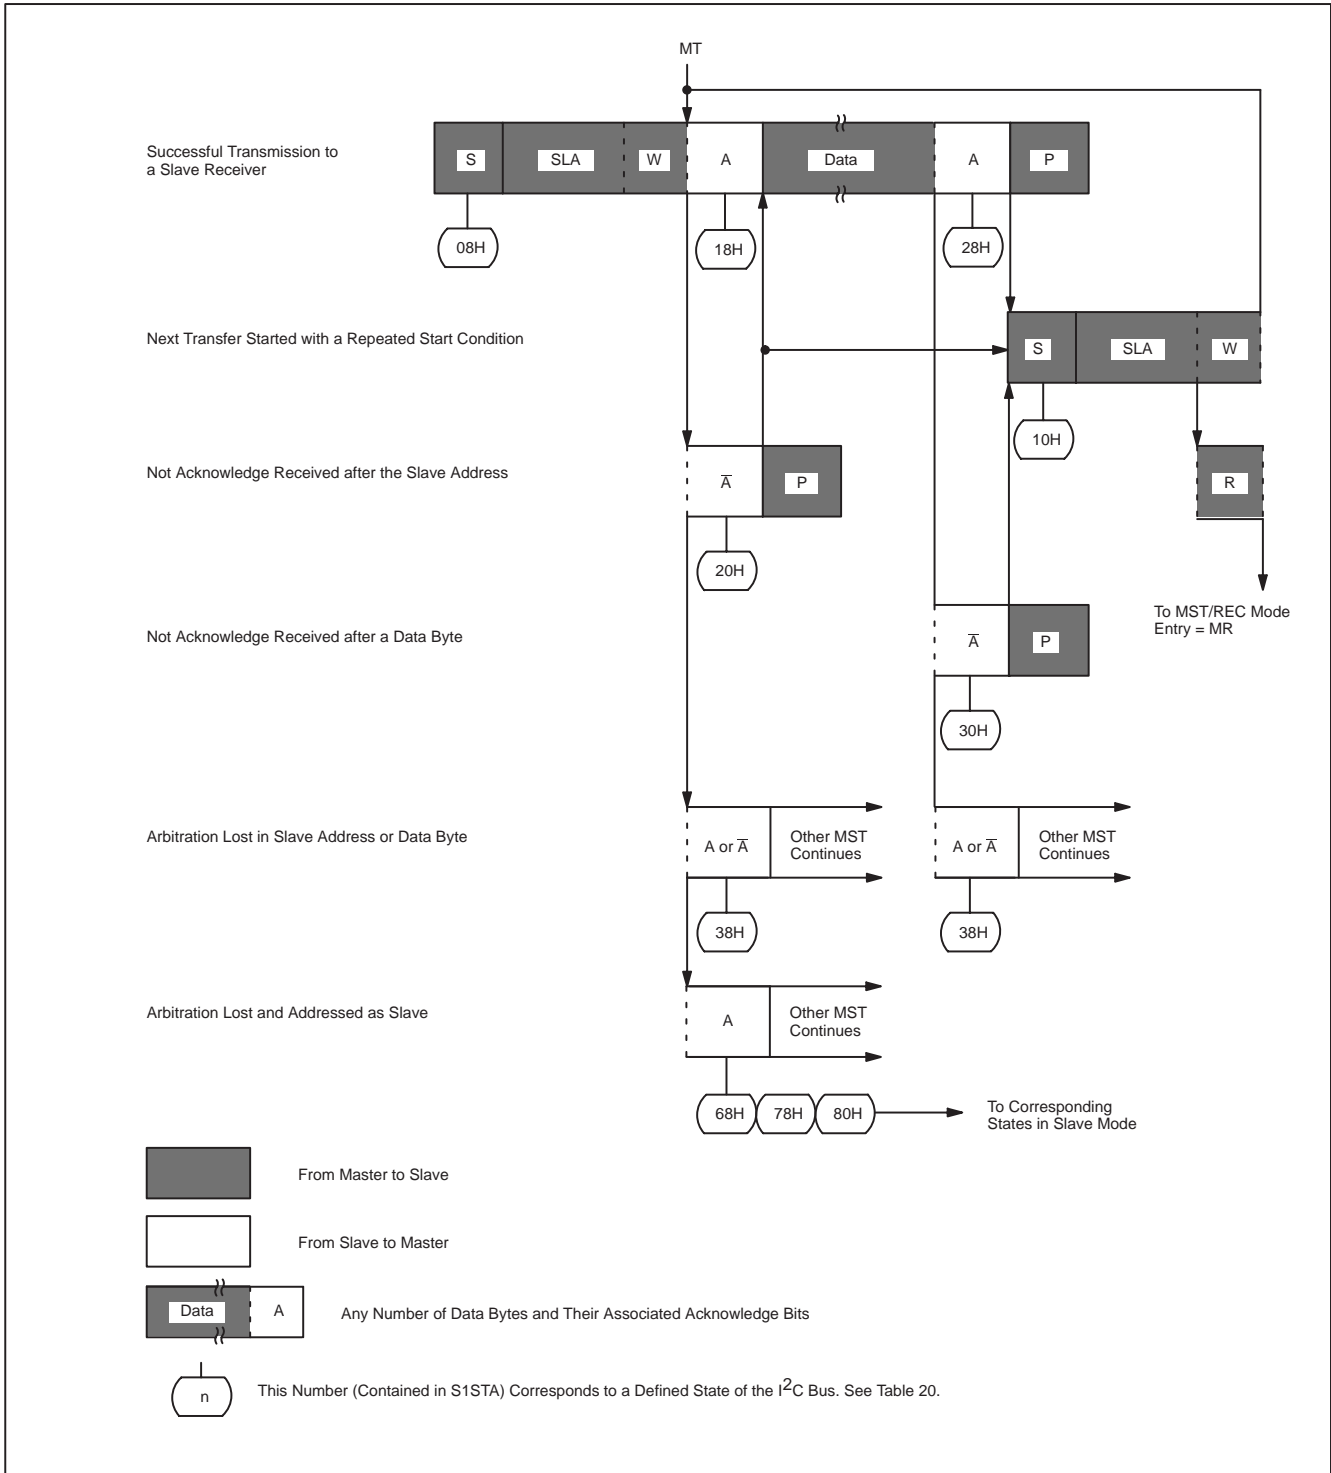 MT
Successful Transmission to
a Slave Receiver
S SLA W A Data A P
08H 18H 28H
Next Transfer Started with a Repeated Start Condition
S SLA W
10H
Not Acknowledge Received after the Slave Address
A̅ P
R
20H
To MST/REC Mode
Entry = MR
Not Acknowledge Received after a Data Byte
A̅ P
30H
Arbitration Lost in Slave Address or Data Byte
A or A̅
Other MST
Continues
A or A̅
Other MST
Continues
38H 38H
Arbitration Lost and Addressed as Slave
A
Other MST
Continues
68H 78H 80H
To Corresponding
States in Slave Mode
From Master to Slave
From Slave to Master
Data A
Any Number of Data Bytes and Their Associated Acknowledge Bits
n
This Number (Contained in S1STA) Corresponds to a Defined State of the I²C Bus. See Table 20.